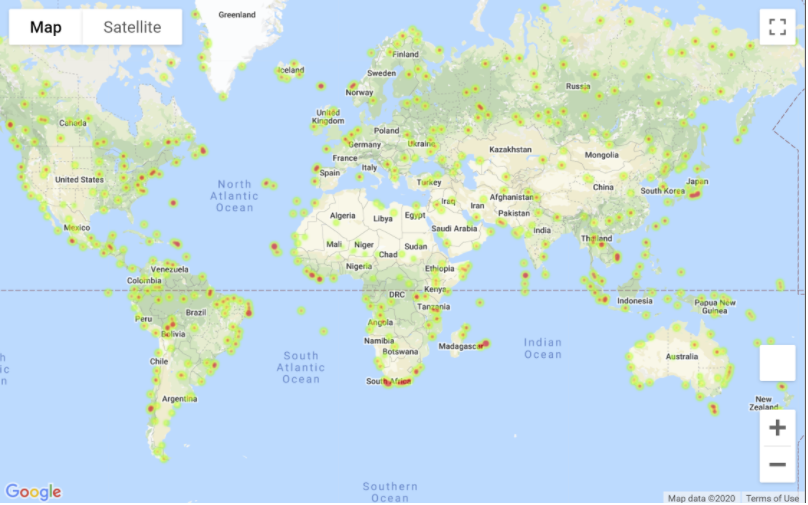 Map
Satellite
Greenland
Iceland
Finland
Sweden
Norway
Russia
Canada
United
Kingdom
Poland
Germany
Ukraine
France
Kazakhstan
Mongolia
Italy
Spain
United States
North
Atlantic
Ocean
Turkey
China
Japan
South Korea
Iraq
Iran
Afghanistan
Pakistan
Algeria
Libya
Egypt
Saudi Arabia
India
Mexico
Mali
Niger
Chad
Sudan
Thailand
Nigeria
Ethiopia
Venezuela
Colombia
DRC
Kenya
Tanzania
Indonesia
Papua New
Guinea
Peru
Brazil
Bolivia
Angola
Namibia
Botswana
Madagascar
Indian
Ocean
Chile
South
Atlantic
Ocean
Australia
South Africa
Argentina
New
Zealand
h
ic
n
Southern
Ocean
Google
Map data ©2020
Terms of Use